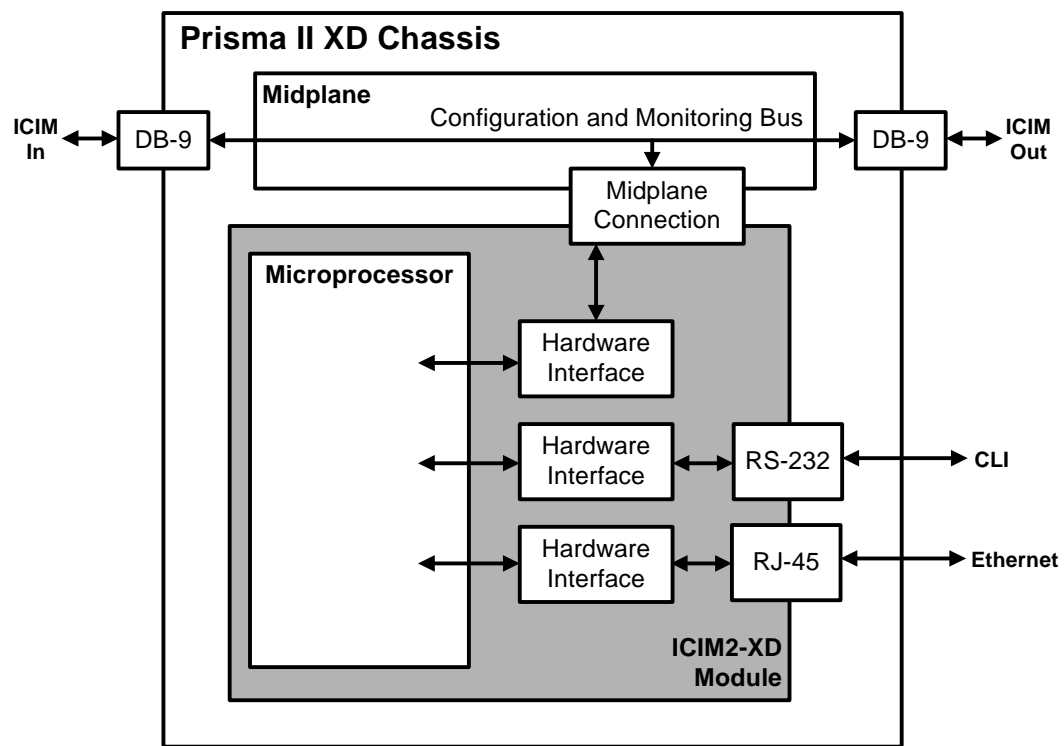 Prisma II XD Chassis
Midplane
Configuration and Monitoring Bus
ICIM
In
DB-9
DB-9
ICIM
Out
Midplane
Connection
Microprocessor
Hardware
Interface
Hardware
Interface
RS-232
CLI
Hardware
Interface
RJ-45
Ethernet
ICIM2-XD
Module